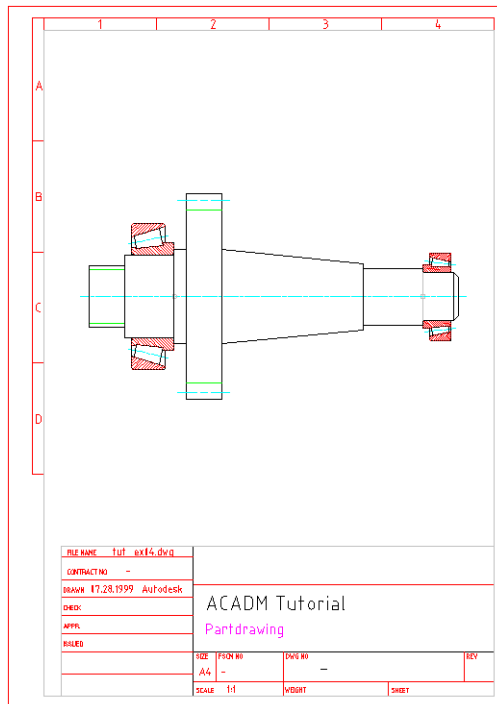 1 2 3 4
A
B
C
D
FILE NAME tut_ex14.dwg
CONTRACT NO -
DRAWN 17.28.1999 Autodesk
CHECK
APPR.
ISSUED
ACADM Tutorial
Partdrawing
SIZE FSCM NO DWG NO REV
A4 - -
SCALE 1:1 WEIGHT SHEET